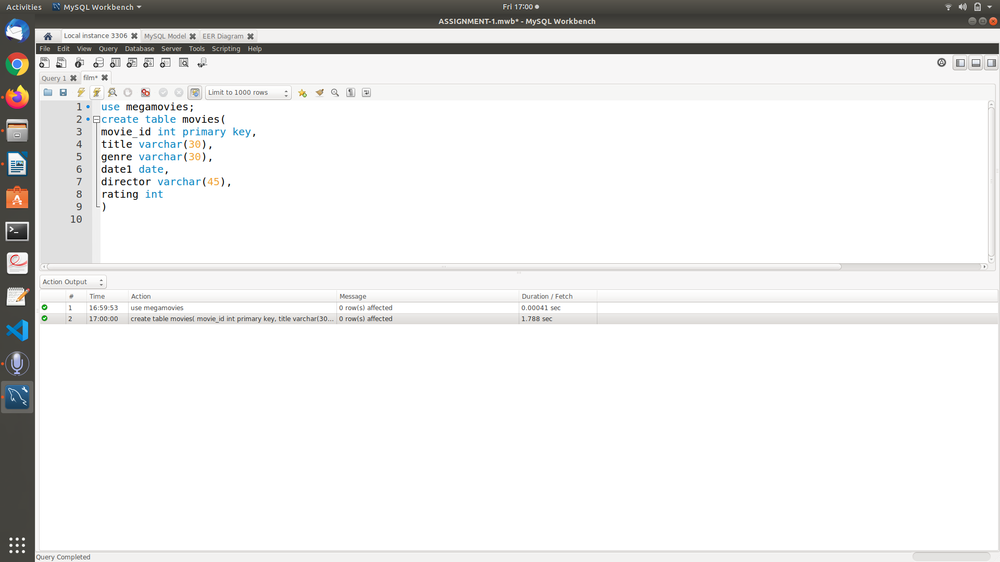 Activities MySQL Workbench Fri 17:00
ASSIGNMENT-1.mwb* - MySQL Workbench
Local instance 3306 MySQL Model EER Diagram
File Edit View Query Database Server Tools Scripting Help
Query 1 film*
Limit to 1000 rows
1 use megamovies;
2 create table movies(
3 movie_id int primary key,
4 title varchar(30),
5 genre varchar(30),
6 date1 date,
7 director varchar(45),
8 rating int
9 )
10
Action Output
# Time Action Message Duration / Fetch
1 16:59:53 use megamovies 0 row(s) affected 0.00041 sec
2 17:00:00 create table movies( movie_id int primary key, title varchar(30... 0 row(s) affected 1.788 sec
Query Completed